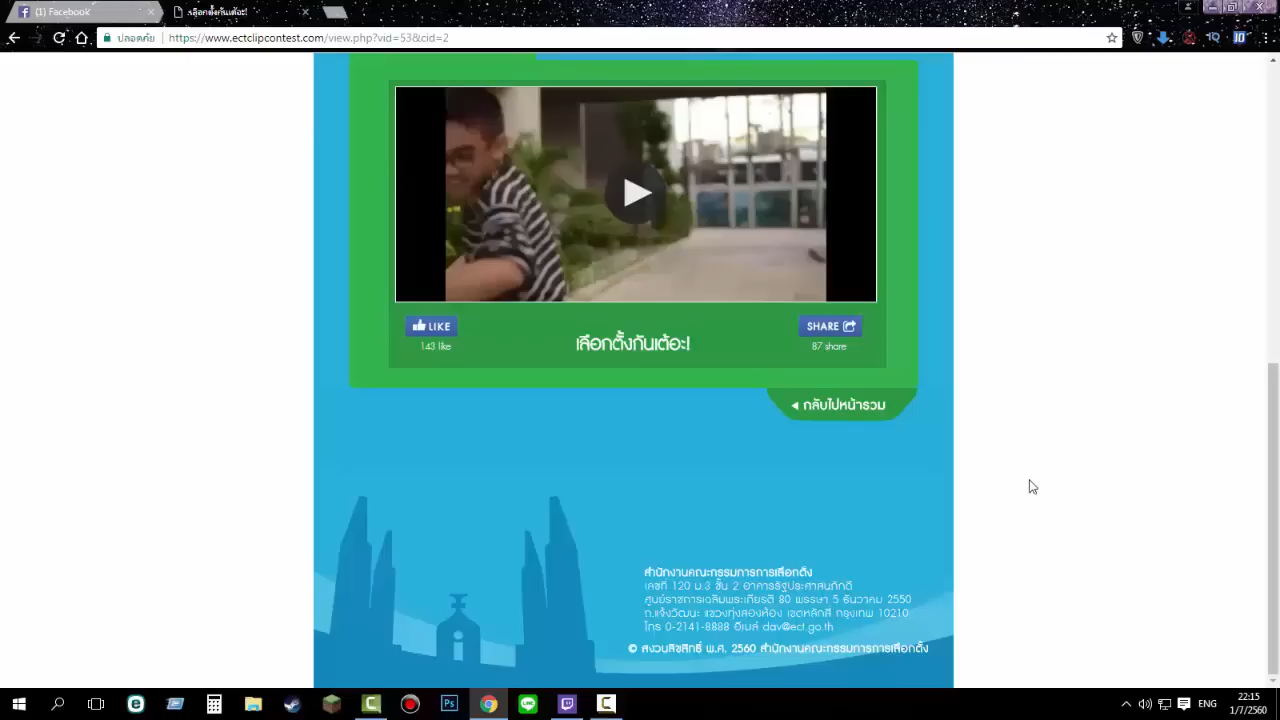 (1) Facebook
เลือกตั้งกันเต้อะ!
ปลอดภัย
https://www.ectclipcontest.com/view.php?vid=53&cid=2
LIKE
143 like
เลือกตั้งกันเต้อะ!
SHARE
87 share
กลับไปหน้ารวม
สำนักงานคณะกรรมการการเลือกตั้ง
เลขที่ 120 ม.3 ชั้น 2 อาคารรัฐประศาสนภักดี
ศูนย์ราชการเฉลิมพระเกียรติ 80 พรรษา 5 ธันวาคม 2550
ถ.แจ้งวัฒนะ แขวงทุ่งสองห้อง เขตหลักสี่ กรุงเทพ 10210
โทร 0-2141-8888 อีเมล์ dav@ect.go.th
© สงวนลิขสิทธิ์ พ.ศ. 2560 สำนักงานคณะกรรมการการเลือกตั้ง
Ps
LINE
ENG
22:15
1/7/2560